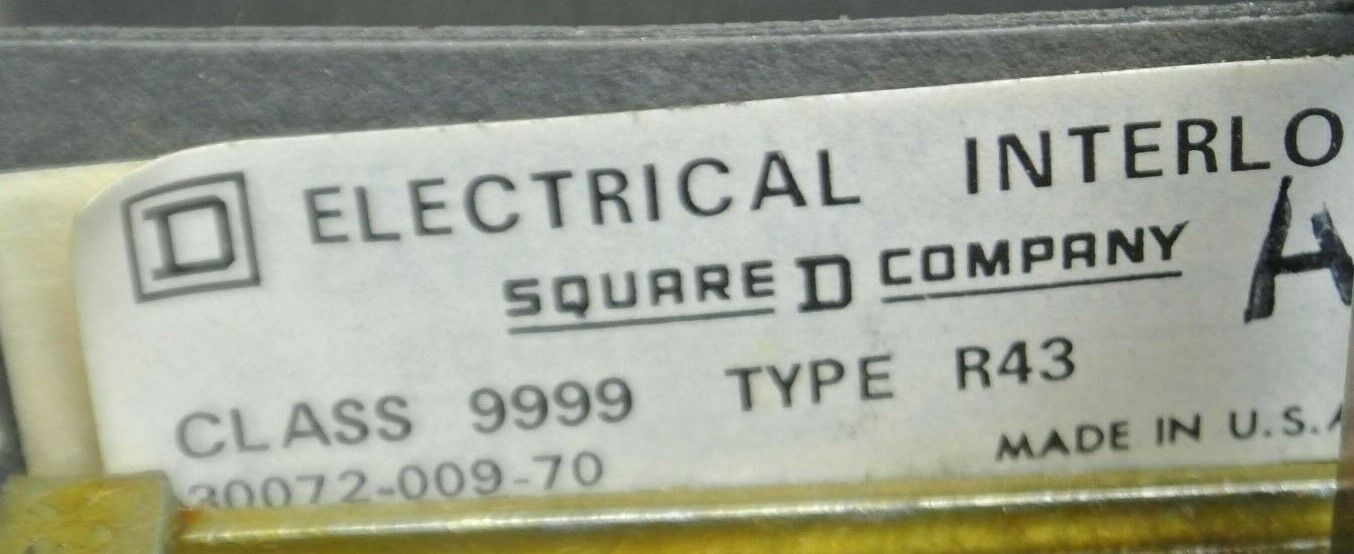 D ELECTRICAL INTERLO
SQUARE D COMPANY
A
CLASS 9999 TYPE R43
30072-009-70
MADE IN U.S.A